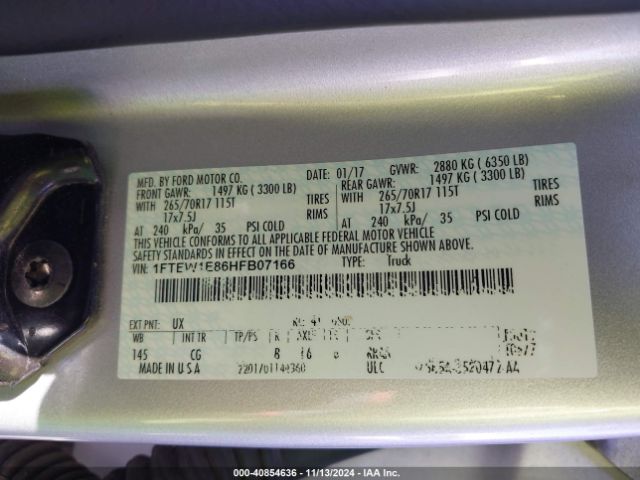 MFD. BY FORD MOTOR CO. DATE: 01/17 GVWR: 2880 KG ( 6350 LB)
FRONT GAWR: 1497 KG ( 3300 LB) REAR GAWR: 1497 KG ( 3300 LB)
WITH 265/70R17 115T TIRES WITH 265/70R17 115T TIRES
17x7.5J RIMS 17x7.5J RIMS
AT 240 kPa/ 35 PSI COLD AT 240 kPa/ 35 PSI COLD
THIS VEHICLE CONFORMS TO ALL APPLICABLE FEDERAL MOTOR VEHICLE
SAFETY STANDARDS IN EFFECT ON THE DATE OF MANUFACTURE SHOWN ABOVE.
VIN: 1FTEW1E86HFB07166 TYPE: Truck
EXT PNT: UX RC: 41
WB INT TR TP/PS R AXLE
145 CG 8
MADE IN U.S.A ULC
© 40854636 - 11/13/2024 - IAA Inc.